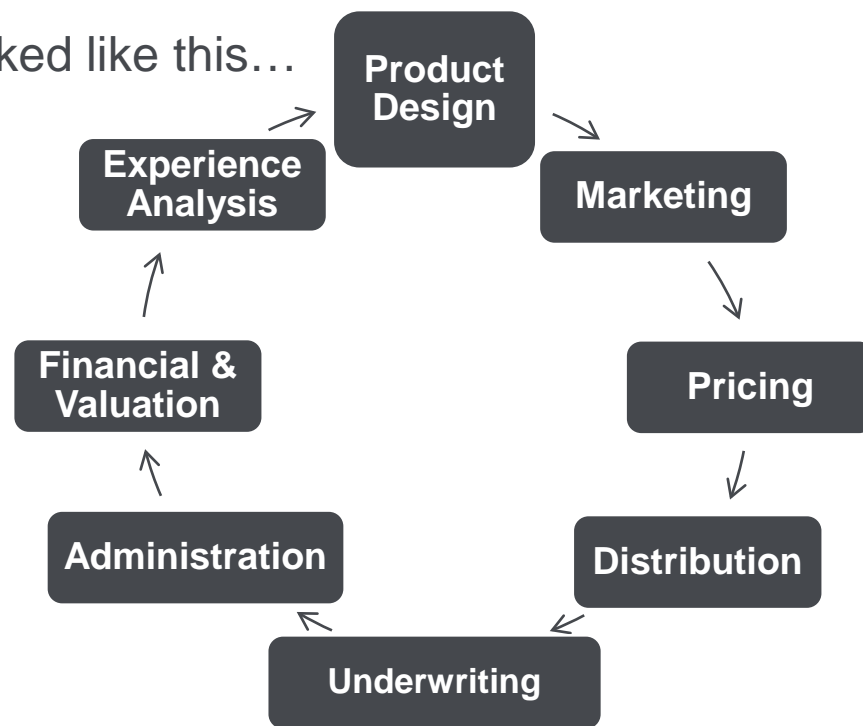 ked like this…
Product
Design
Marketing
Pricing
Distribution
Underwriting
Administration
Financial &
Valuation
Experience
Analysis